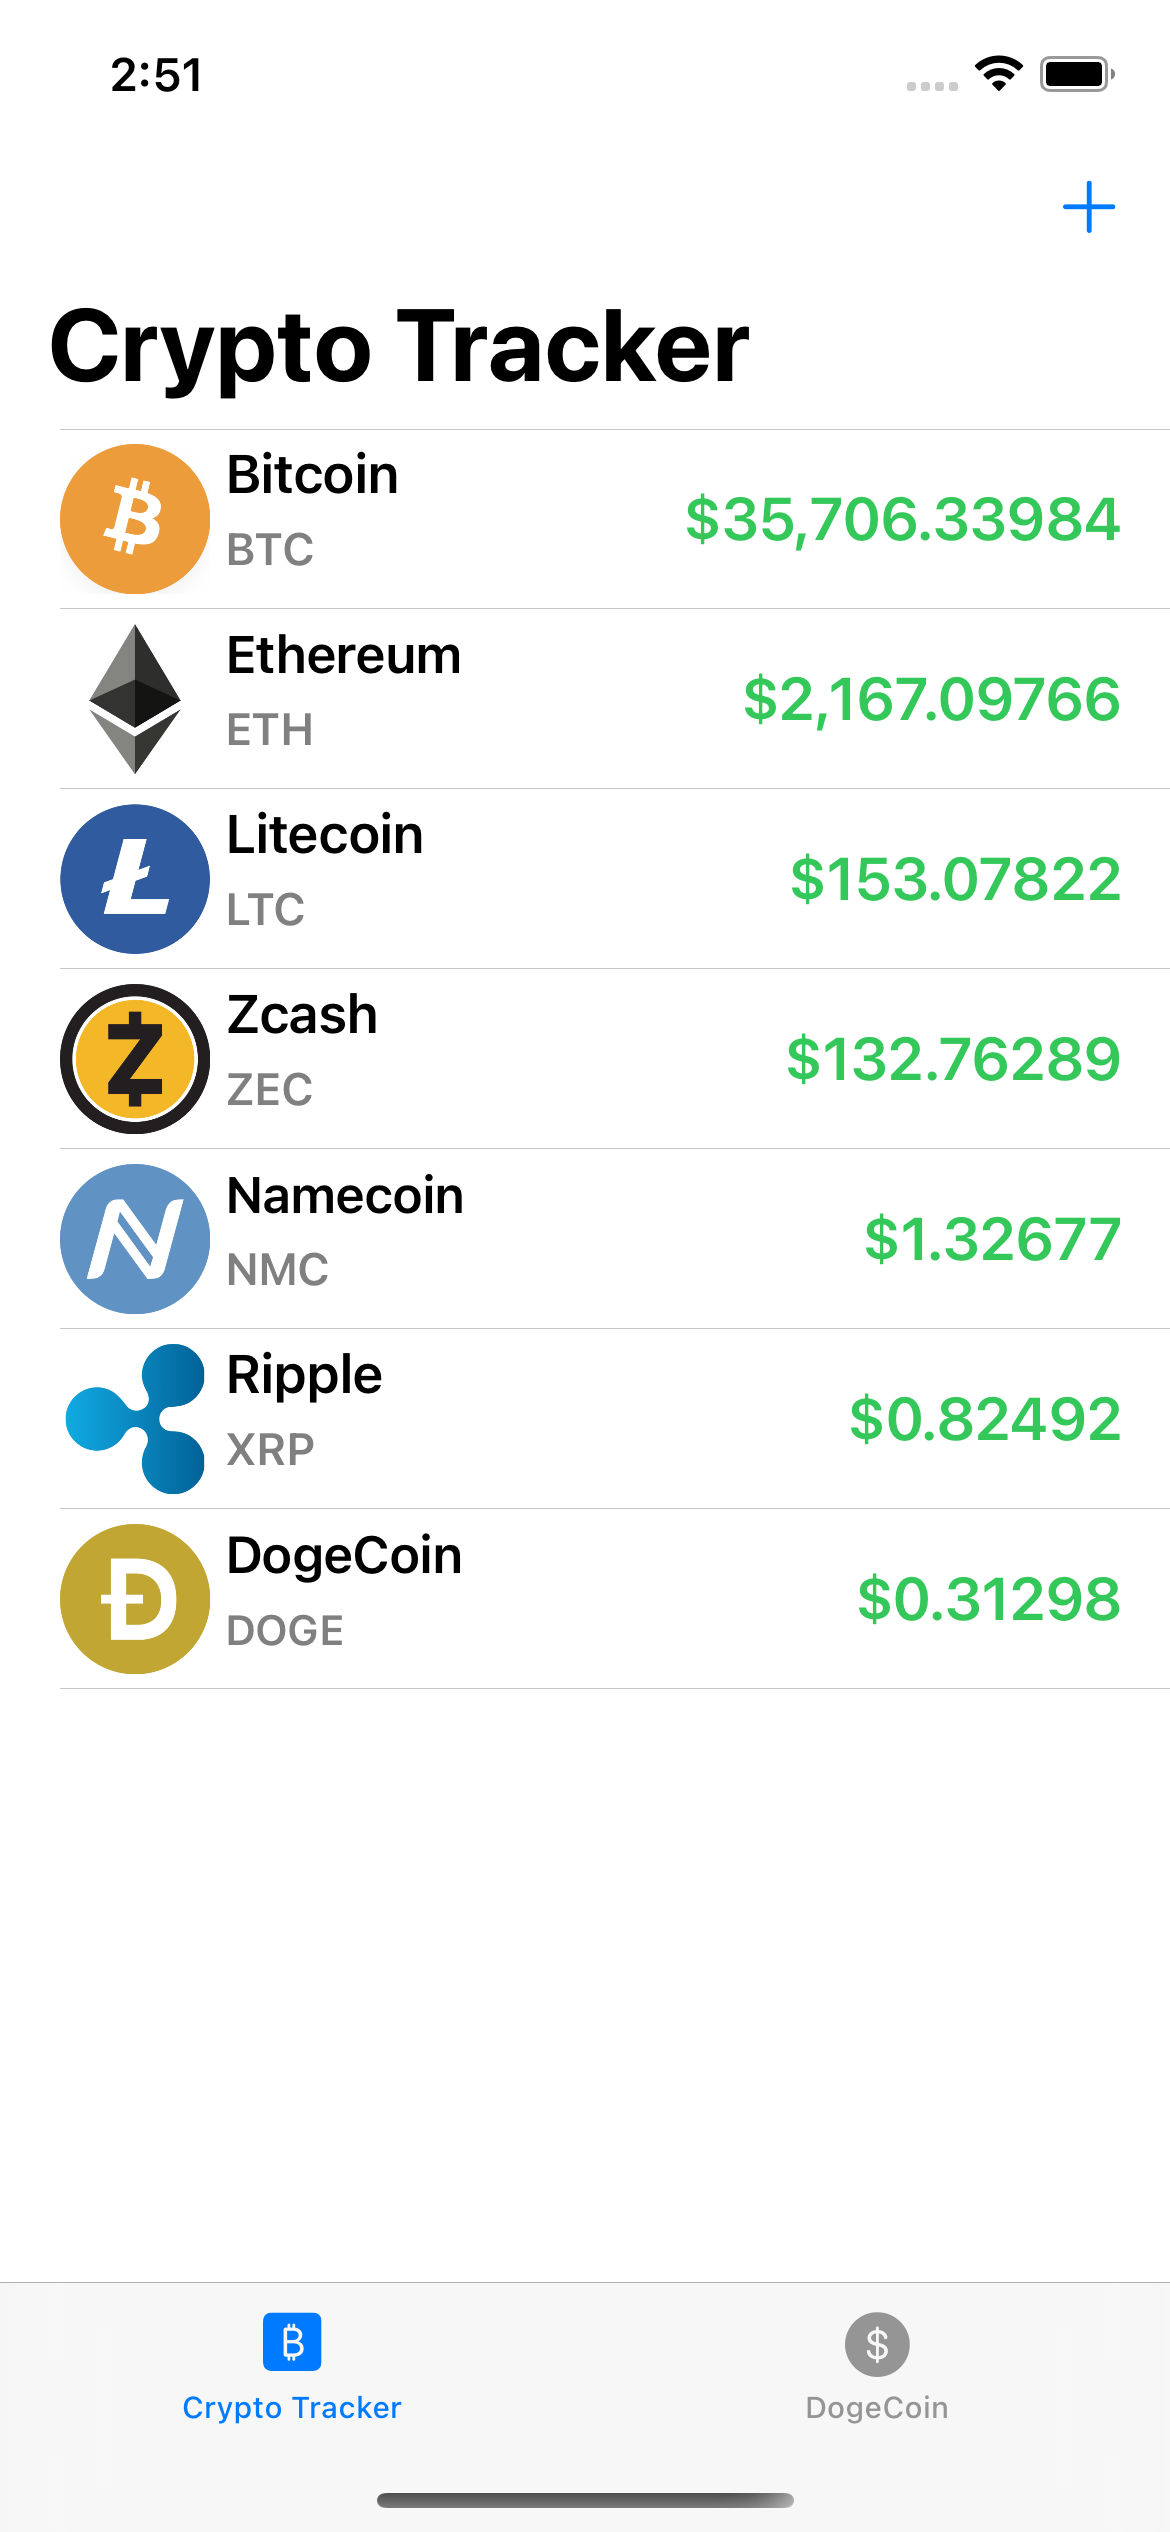 2:51
Crypto Tracker
Bitcoin
BTC
$35,706.33984
Ethereum
ETH
$2,167.09766
Litecoin
LTC
$153.07822
Zcash
ZEC
$132.76289
Namecoin
NMC
$1.32677
Ripple
XRP
$0.82492
DogeCoin
DOGE
$0.31298
Crypto Tracker
DogeCoin